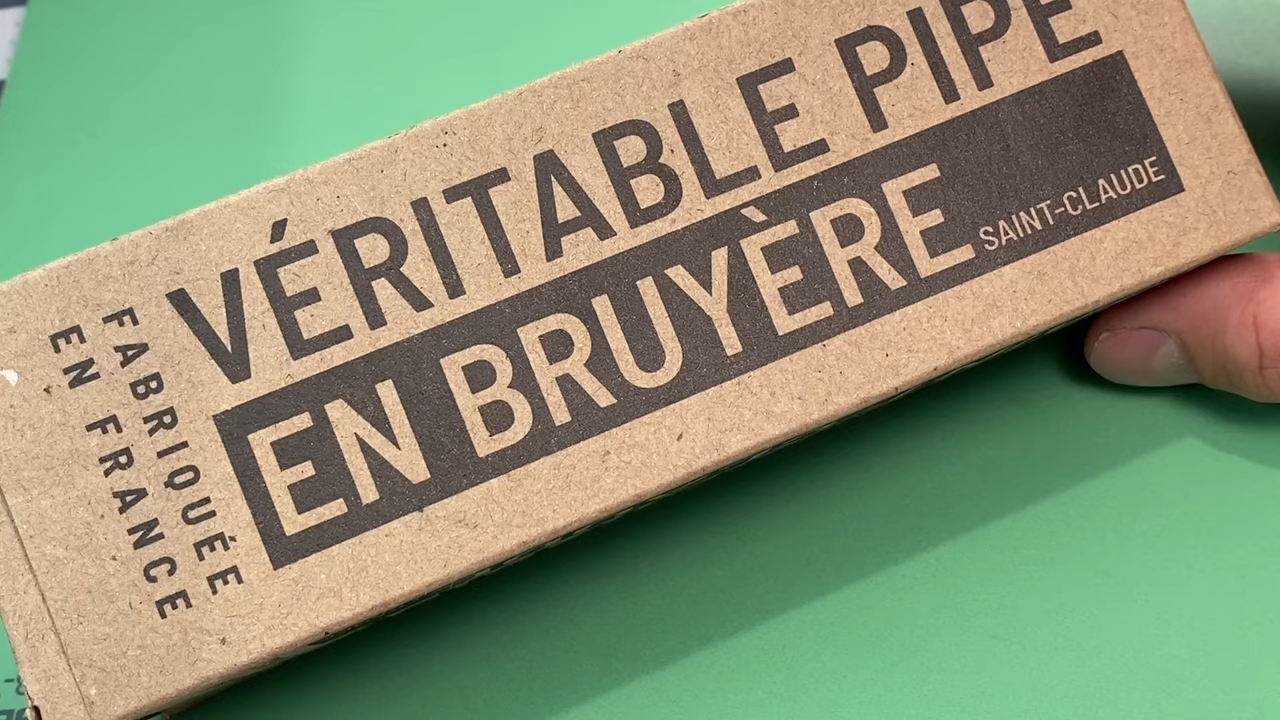 VÉRITABLE PIPE
EN BRUYÈRE
SAINT-CLAUDE
FABRIQUÉE
EN FRANCE